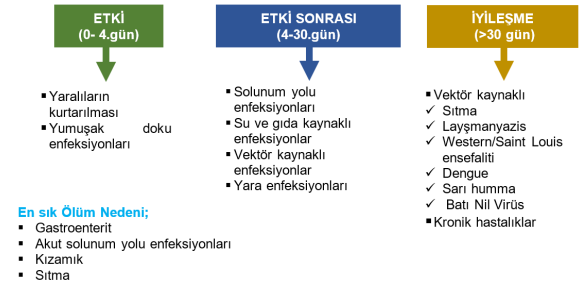 ETKİ
(0- 4.gün)
▪ Yaralıların
kurtarılması
▪ Yumuşak doku
enfeksiyonları
ETKİ SONRASI
(4-30.gün)
▪ Solunum yolu
enfeksiyonları
▪ Su ve gıda kaynaklı
enfeksiyonlar
▪ Vektör kaynaklı
enfeksiyonlar
▪ Yara enfeksiyonları
İYİLEŞME
(>30 gün)
▪ Vektör kaynaklı
✓ Sıtma
✓ Layşmanyazis
✓ Western/Saint Louis
ensefaliti
✓ Dengue
✓ Sarı humma
✓ Batı Nil Virüs
▪ Kronik hastalıklar
En sık Ölüm Nedeni;
▪ Gastroenterit
▪ Akut solunum yolu enfeksiyonları
▪ Kızamık
▪ Sıtma